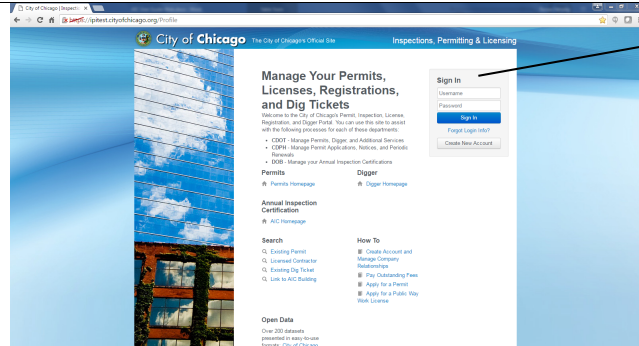 City of Chicago | Inspectio
https://ipitest.cityofchicago.org/Profile
City of Chicago The City of Chicago's Official Site
Inspections, Permitting & Licensing
Manage Your Permits,
Licenses, Registrations,
and Dig Tickets
Welcome to the City of Chicago's Permit, Inspection, License,
Registration, and Digger Portal. You can use this site to assist
with the following processes for each of these departments:
• CDOT - Manage Permits, Digger, and Additional Services
• CDPH - Manage Permit Applications, Notices, and Periodic
Renewals
• DOB - Manage your Annual Inspection Certifications
Permits
Permits Homepage
Digger
Digger Homepage
Annual Inspection
Certification
AIC Homepage
Search
Existing Permit
Licensed Contractor
Existing Dig Ticket
Link to AIC Building
How To
Create Account and
Manage Company
Relationships
Pay Outstanding Fees
Apply for a Permit
Apply for a Public Way
Work License
Open Data
Over 200 datasets
presented in easy-to-use
formats. City of Chicago
Sign In
Username
Password
Sign In
Forgot Login Info?
Create New Account